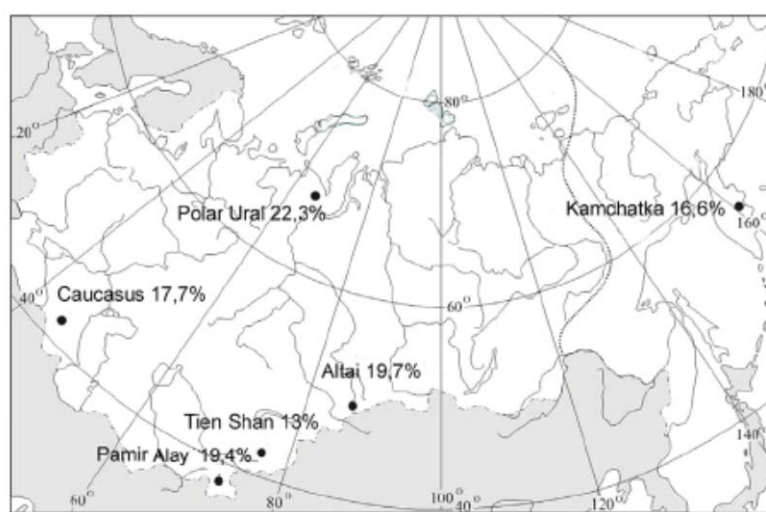 180°
20°
80°
Polar Ural 22,3%
Kamchatka 16,6%
160°
40°
Caucasus 17,7%
60°
Altai 19,7%
Tien Shan 13%
Pamir Alay 19,4%
140°
60°
80°
100°
40°
120°